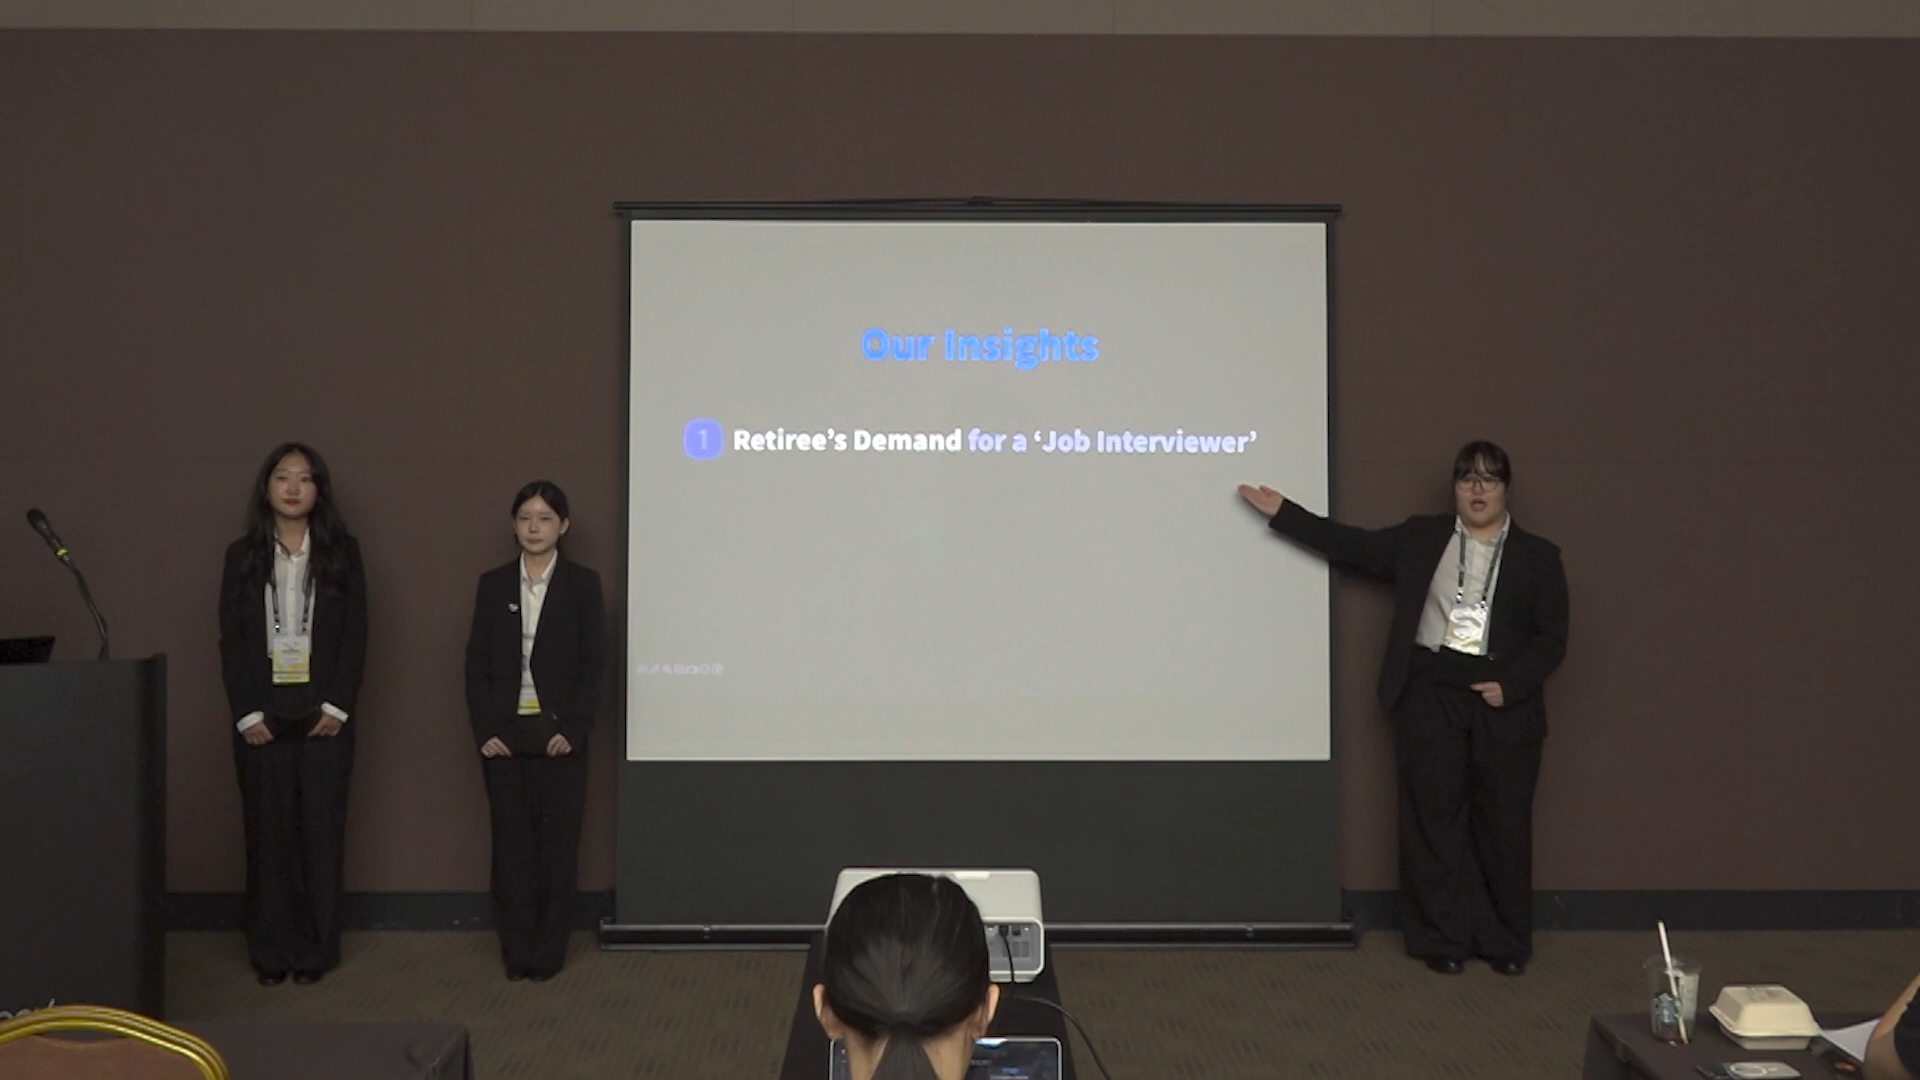 Our Insights
1 Retiree’s Demand for a ‘Job Interviewer’